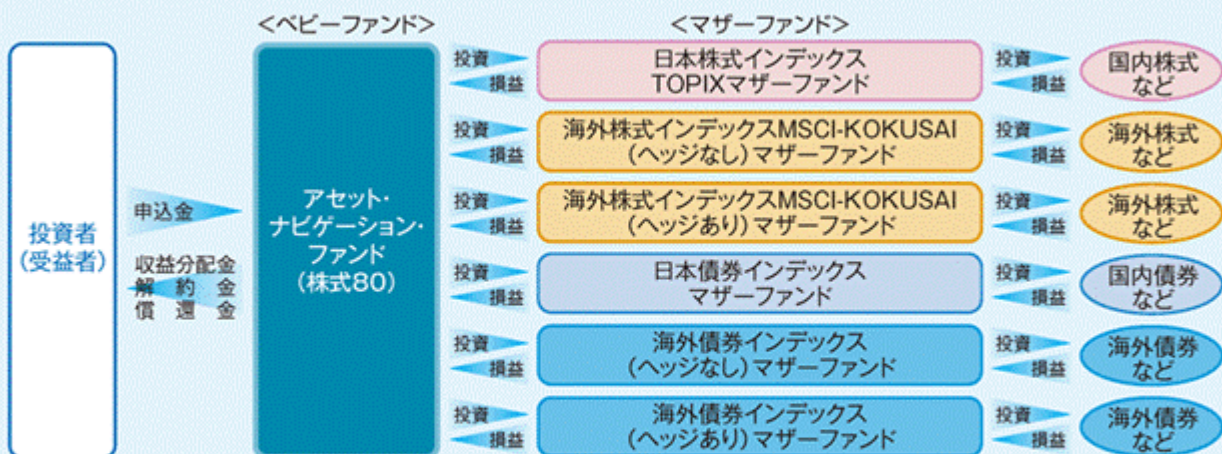 <ベビーファンド>
<マザーファンド>
投資者
(受益者)
申込金
収益分配金
解約金
償還金
アセット・
ナビゲーション・
ファンド
(株式80)
投資
損益
日本株式インデックス
TOPIXマザーファンド
投資
損益
国内株式
など
投資
損益
海外株式インデックスMSCI-KOKUSAI
(ヘッジなし)マザーファンド
投資
損益
海外株式
など
投資
損益
海外株式インデックスMSCI-KOKUSAI
(ヘッジあり)マザーファンド
投資
損益
海外株式
など
投資
損益
日本債券インデックス
マザーファンド
投資
損益
国内債券
など
投資
損益
海外債券インデックス
(ヘッジなし)マザーファンド
投資
損益
海外債券
など
投資
損益
海外債券インデックス
(ヘッジあり)マザーファンド
投資
損益
海外債券
など